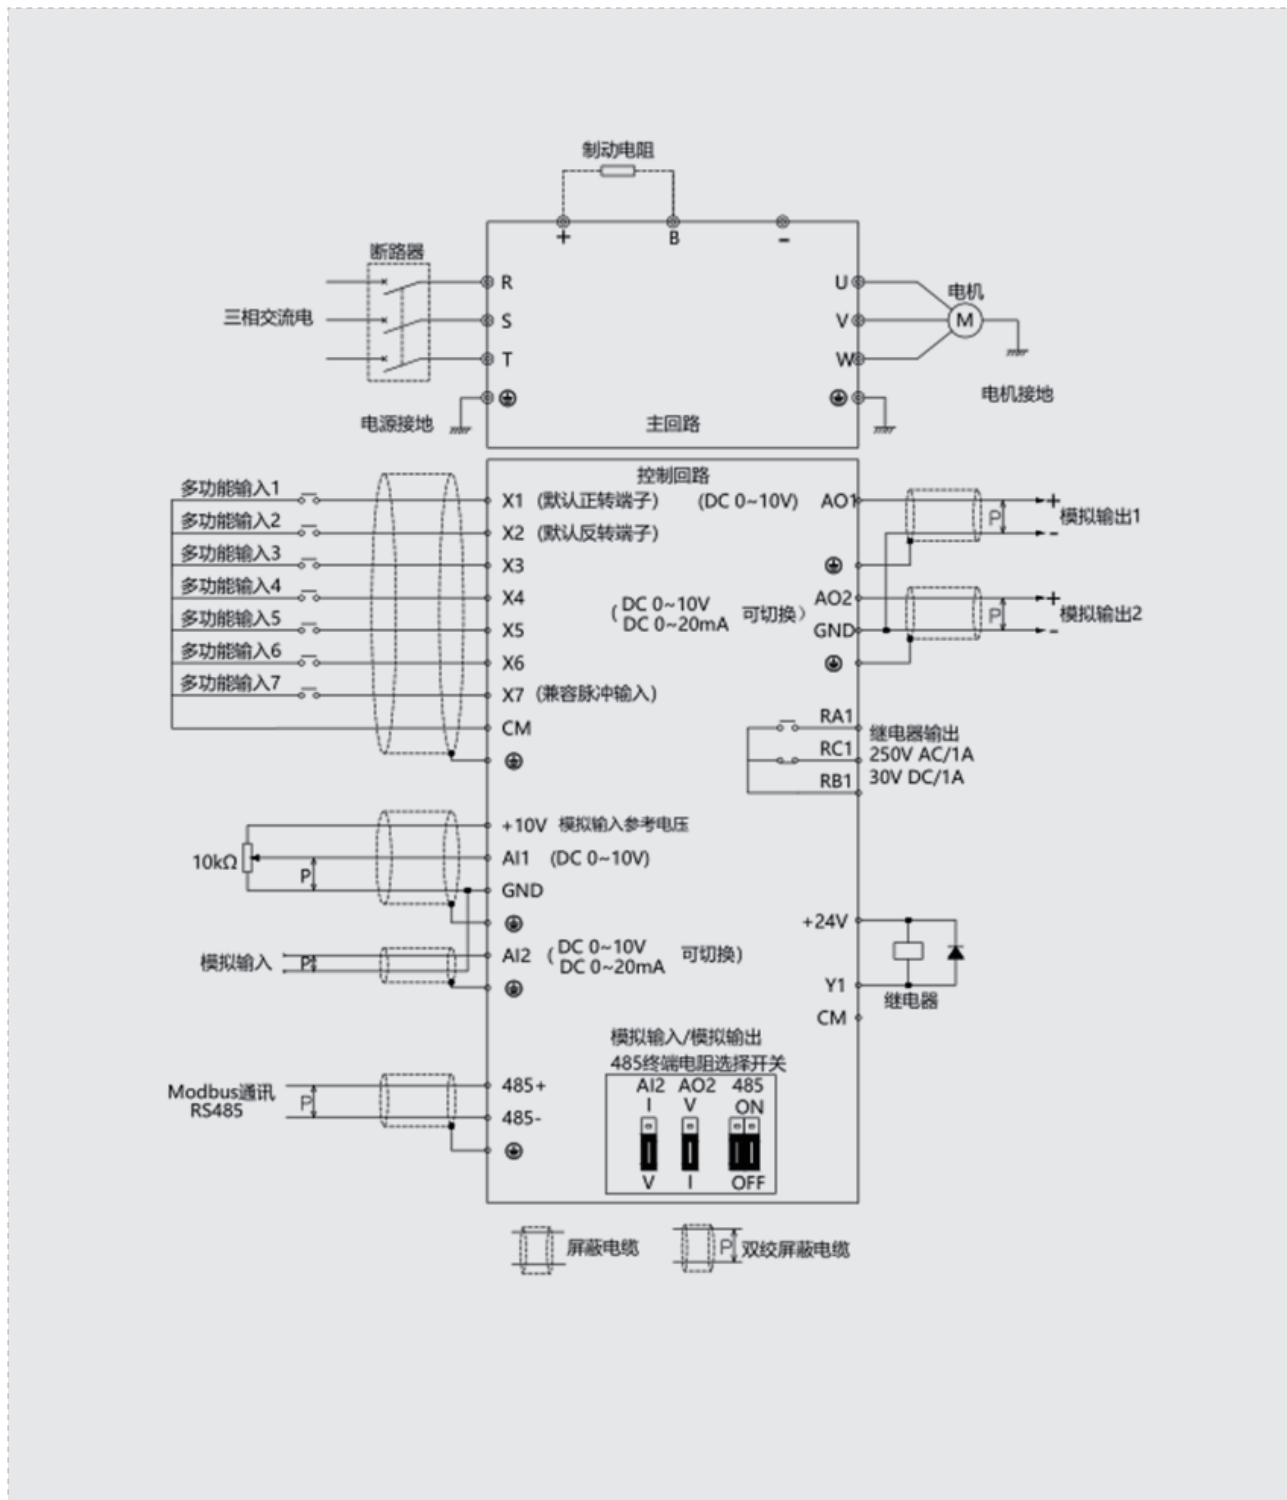 制动电阻
+
B
-
断路器
三相交流电
R
S
T
电源接地
U
V
W
电机
M
电机接地
主回路
控制回路
多功能输入1
X1 (默认正转端子)
(DC 0~10V) AO1
P
+
-
模拟输出1
多功能输入2
X2 (默认反转端子)
多功能输入3
X3
多功能输入4
X4
( DC 0~10V
DC 0~20mA
可切换)
AO2
GND
P
+
-
模拟输出2
多功能输入5
X5
多功能输入6
X6
多功能输入7
X7 (兼容脉冲输入)
CM
RA1
RC1
RB1
继电器输出
250V AC/1A
30V DC/1A
+10V 模拟输入参考电压
10kΩ
P
AI1 (DC 0~10V)
GND
模拟输入
P
AI2 ( DC 0~10V
DC 0~20mA
可切换)
+24V
Y1
继电器
CM
Modbus通讯
RS485
P
485+
485-
模拟输入/模拟输出
485终端电阻选择开关
AI2 AO2 485
I V ON
V I OFF
屏蔽电缆
P 双绞屏蔽电缆